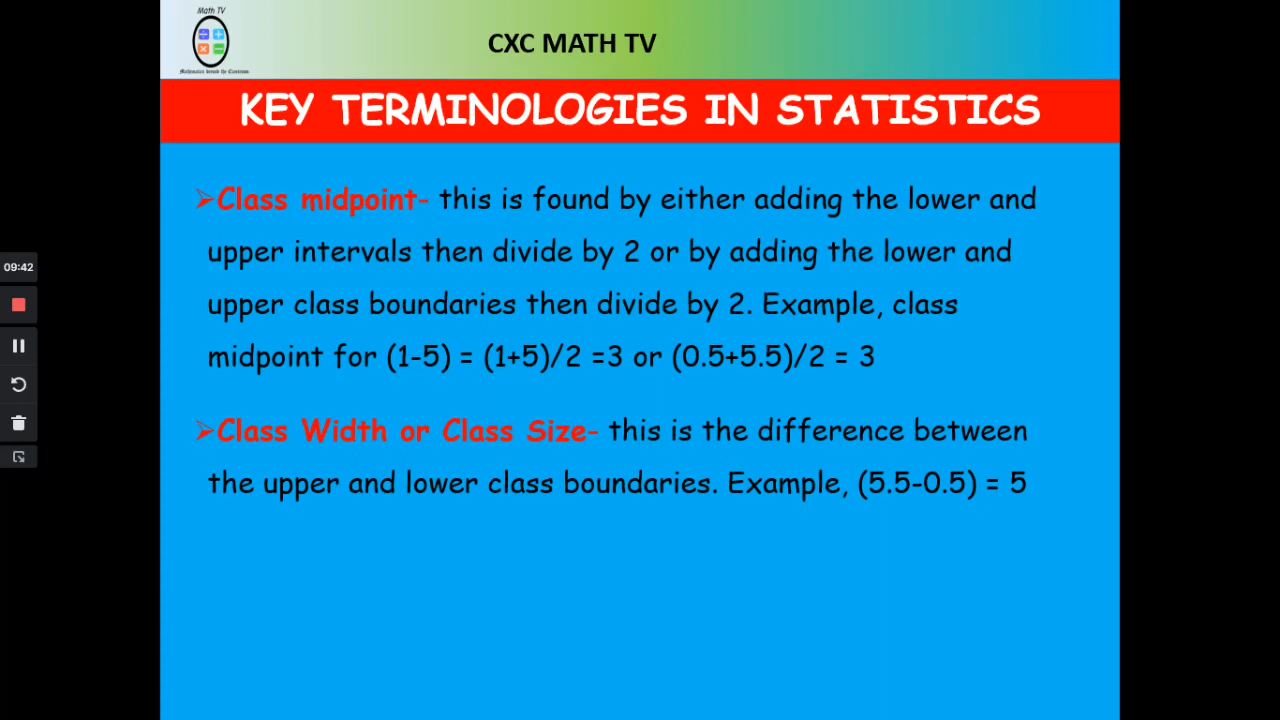 Math TV
Mathematics beyond the Classroom
CXC MATH TV
KEY TERMINOLOGIES IN STATISTICS
➢Class midpoint- this is found by either adding the lower and
upper intervals then divide by 2 or by adding the lower and
upper class boundaries then divide by 2. Example, class
midpoint for (1-5) = (1+5)/2 =3 or (0.5+5.5)/2 = 3
➢Class Width or Class Size- this is the difference between
the upper and lower class boundaries. Example, (5.5-0.5) = 5
09:42